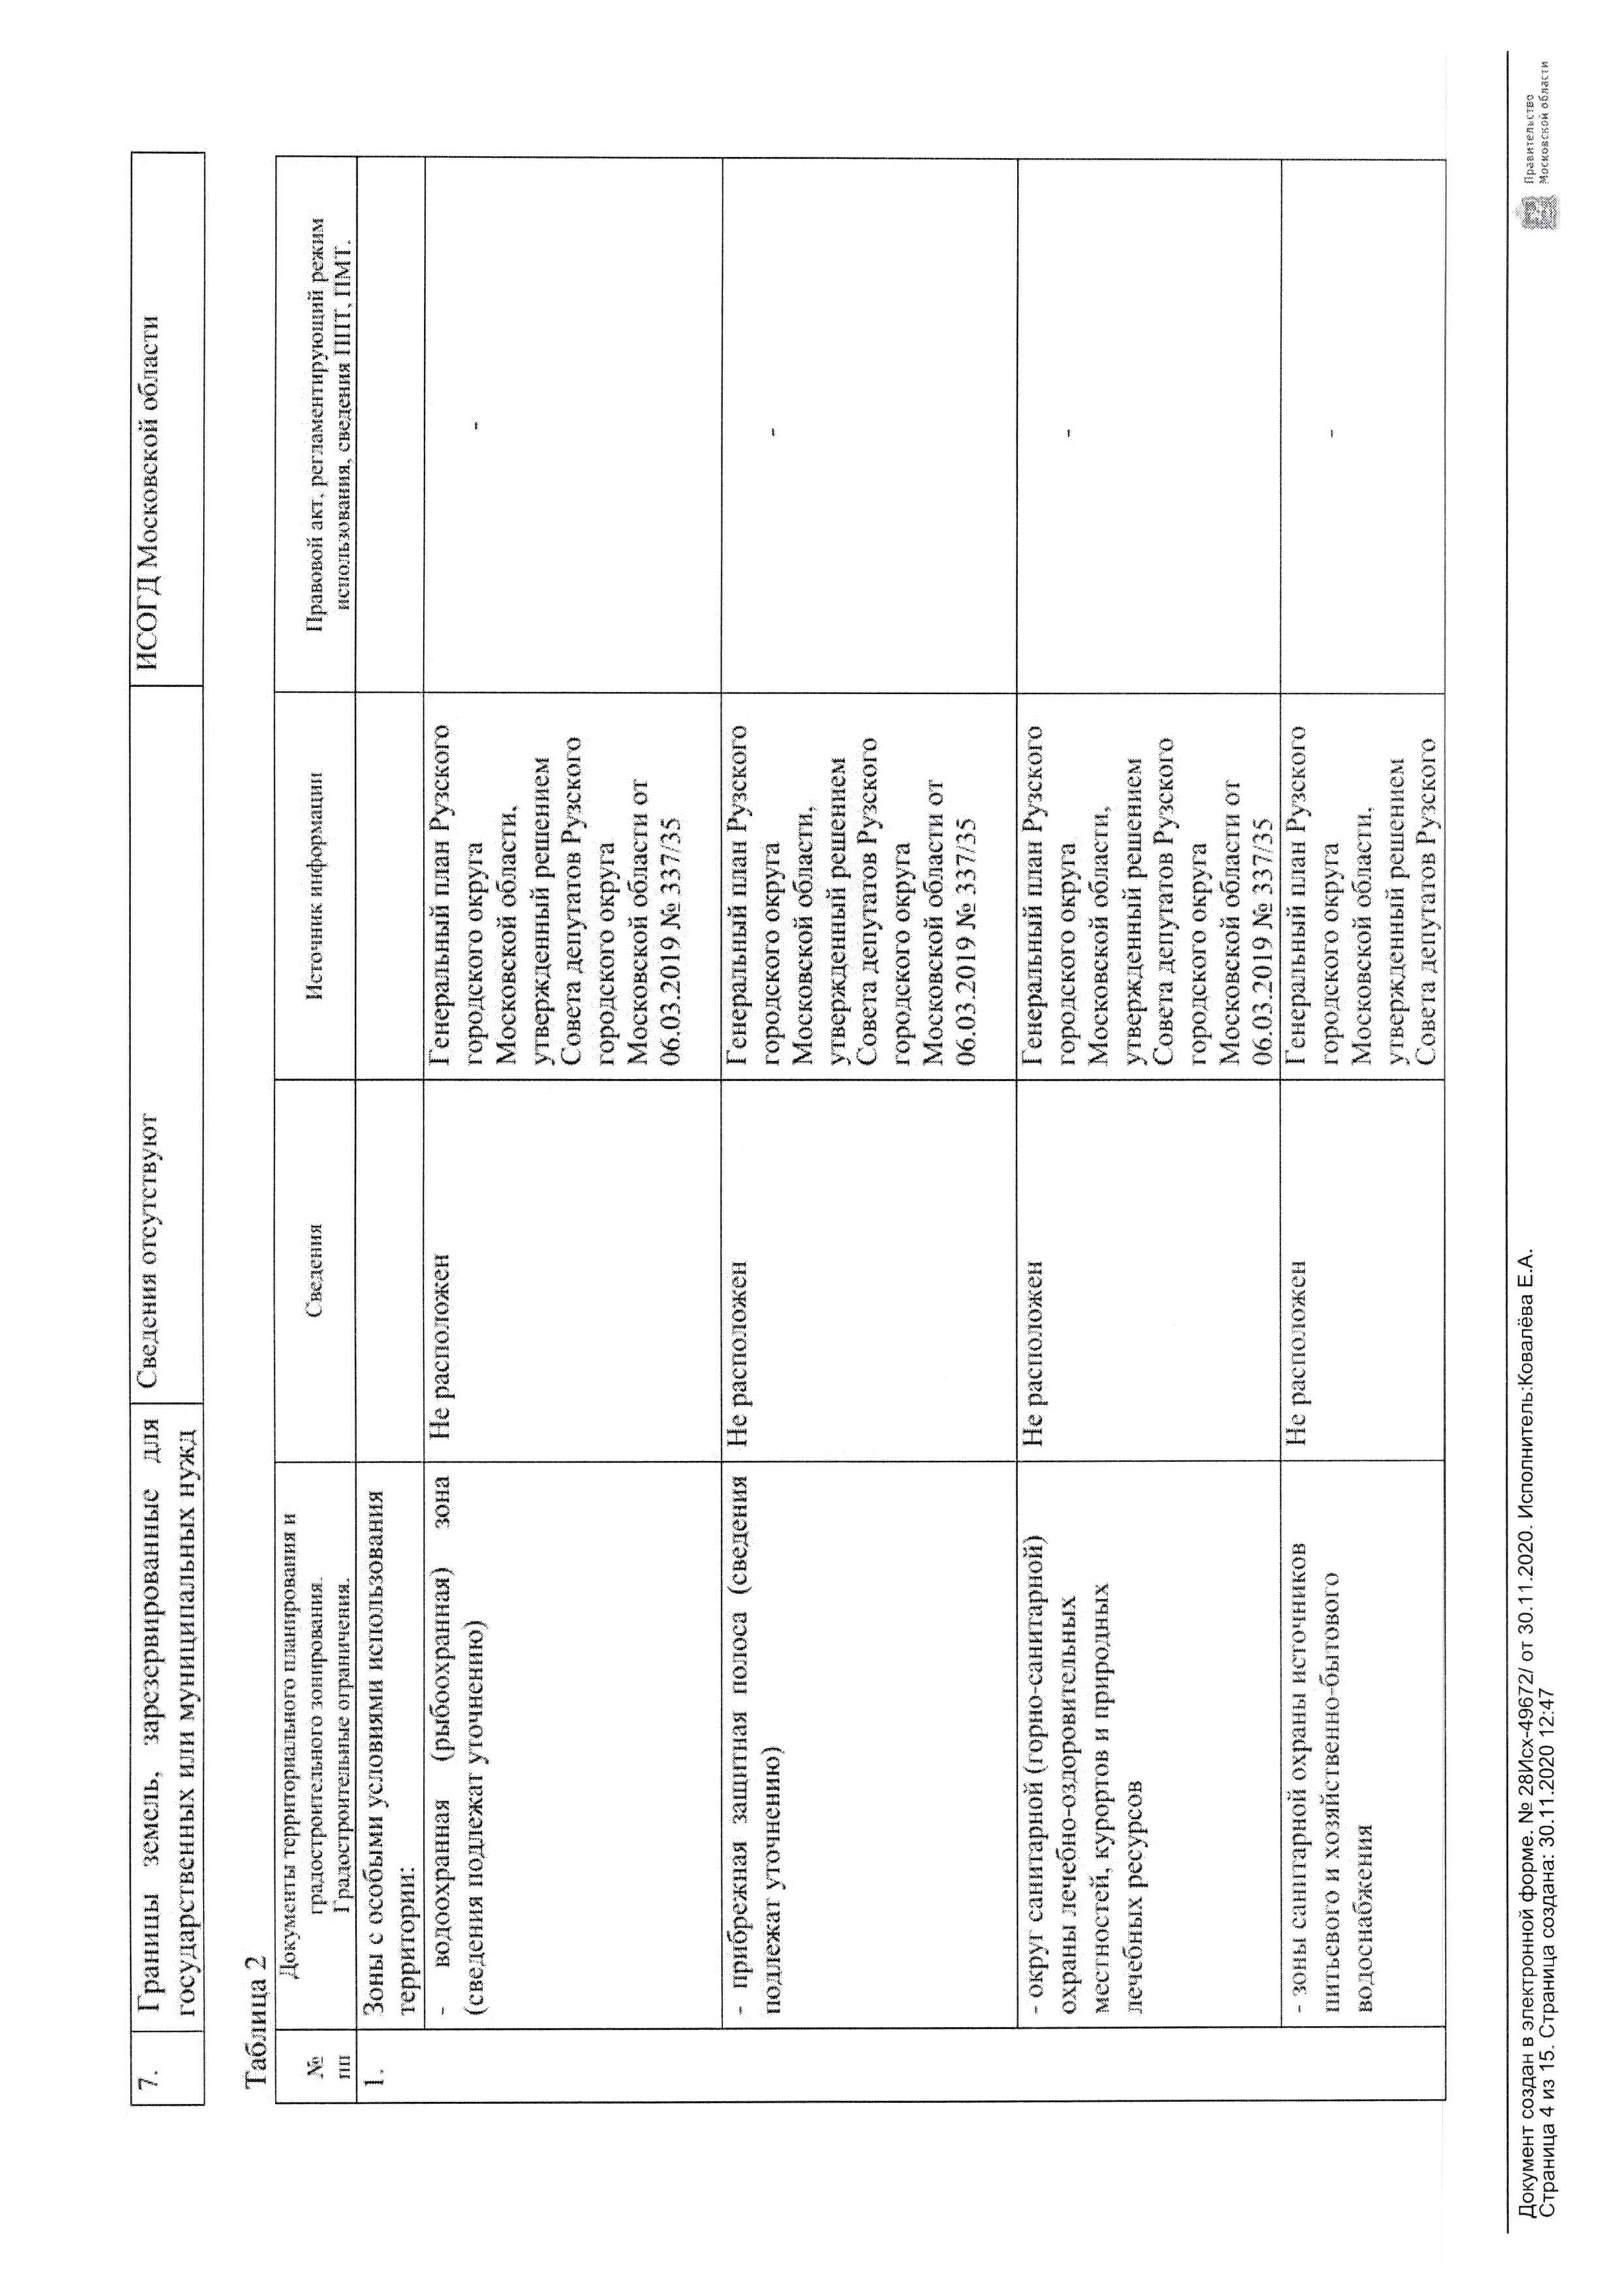 7.
Границы земель, зарезервированные для
государственных или муниципальных нужд
Сведения отсутствуют
ИСОГД Московской области
Таблица 2
№
пп
Документы территориального планирования и
градостроительного зонирования.
Градостроительные ограничения.
Сведения
Источник информации
Правовой акт, регламентирующий режим
использования, сведения ППТ, ПМТ.
1.
Зоны с особыми условиями использования
территории:
- водоохранная (рыбоохранная) зона
(сведения подлежат уточнению)
Не расположен
Генеральный план Рузского
городского округа
Московской области,
утвержденный решением
Совета депутатов Рузского
городского округа
Московской области от
06.03.2019 № 337/35
-
- прибрежная защитная полоса (сведения
подлежат уточнению)
Не расположен
Генеральный план Рузского
городского округа
Московской области,
утвержденный решением
Совета депутатов Рузского
городского округа
Московской области от
06.03.2019 № 337/35
-
- округ санитарной (горно-санитарной)
охраны лечебно-оздоровительных
местностей, курортов и природных
лечебных ресурсов
Не расположен
Генеральный план Рузского
городского округа
Московской области,
утвержденный решением
Совета депутатов Рузского
городского округа
Московской области от
06.03.2019 № 337/35
-
- зоны санитарной охраны источников
питьевого и хозяйственно-бытового
водоснабжения
Не расположен
Генеральный план Рузского
городского округа
Московской области,
утвержденный решением
Совета депутатов Рузского
-
Документ создан в электронной форме. № 28Исх-49672/ от 30.11.2020. Исполнитель:Ковалёва Е.А.
Страница 4 из 15. Страница создана: 30.11.2020 12:47
Правительство
Московской области